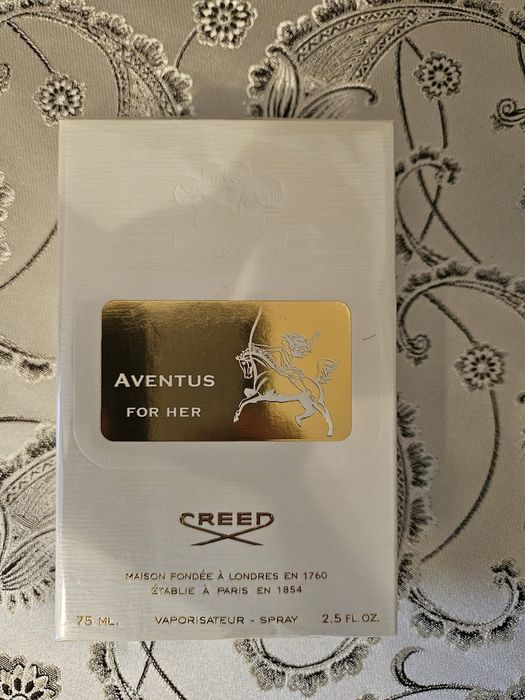 AVENTUS
FOR HER
CREED
MAISON FONDÉE À LONDRES EN 1760
ÉTABLIE À PARIS EN 1854
75 ML. VAPORISATEUR - SPRAY 2.5 FL. OZ.